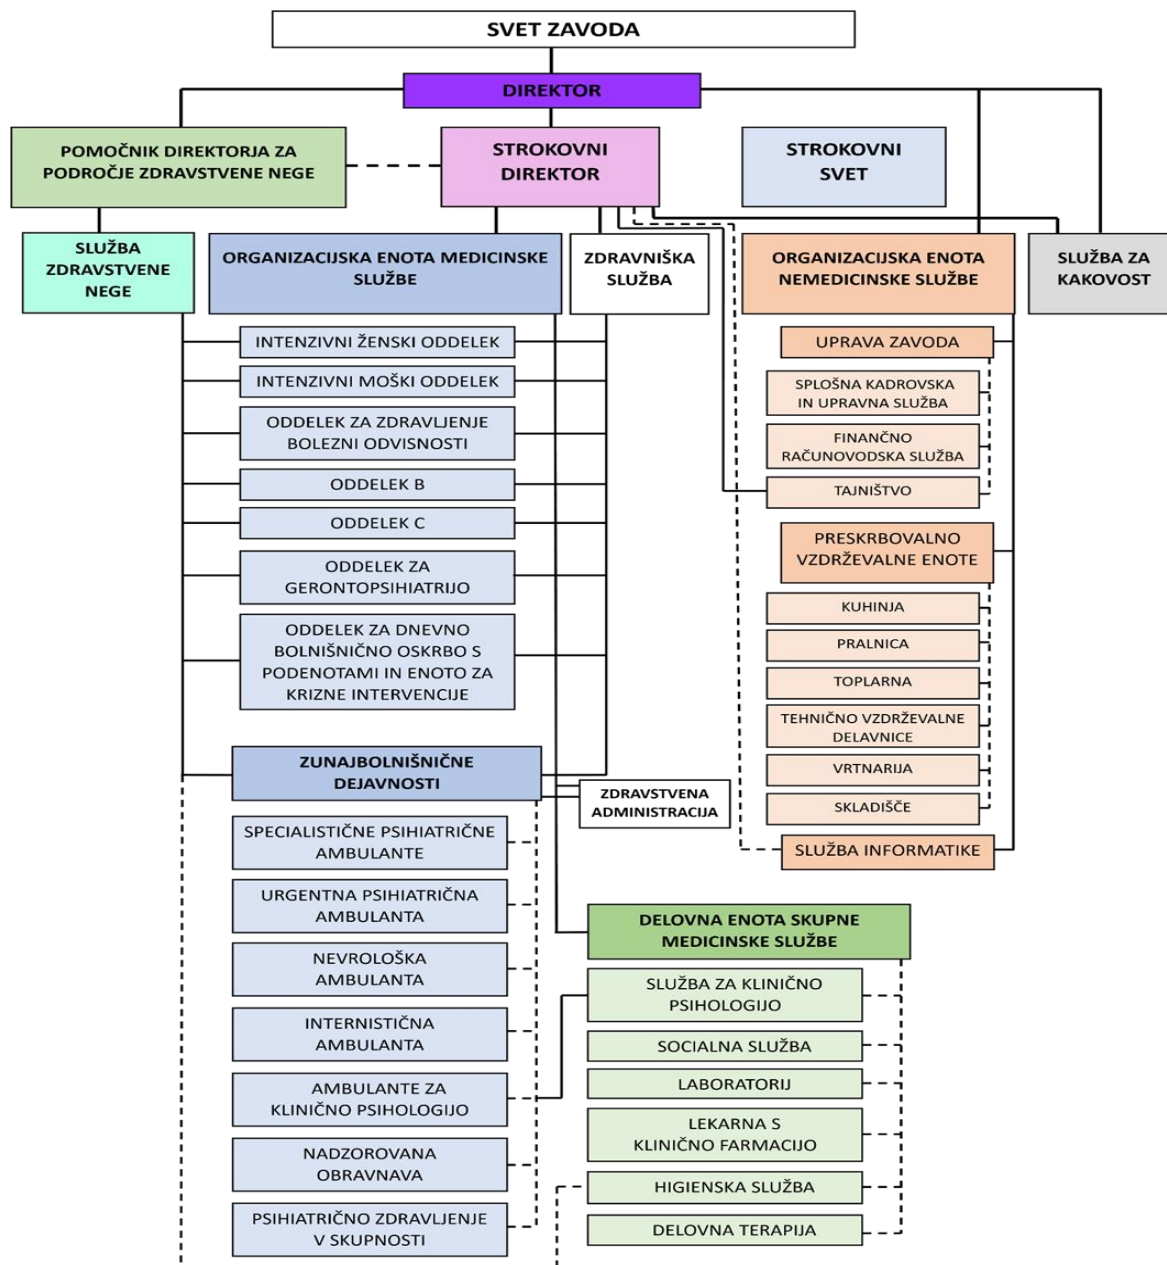 SVET ZAVODA
DIREKTOR
POMOČNIK DIREKTORJA ZA
PODROČJE ZDRAVSTVENE NEGE
STROKOVNI
DIREKTOR
STROKOVNI
SVET
SLUŽBA
ZDRAVSTVENE
NEGE
ORGANIZACIJSKA ENOTA MEDICINSKE
SLUŽBE
ZDRAVNIŠKA
SLUŽBA
ORGANIZACIJSKA ENOTA
NEMEDICINSKE SLUŽBE
SLUŽBA ZA
KAKOVOST
INTENZIVNI ŽENSKI ODDELEK
INTENZIVNI MOŠKI ODDELEK
ODDELEK ZA ZDRAVLJENJE
BOLEZNI ODVISNOSTI
ODDELEK B
ODDELEK C
ODDELEK ZA
GERONTOPSIHIATRIJO
ODDELEK ZA DNEVNO
BOLNIŠNIČNO OSKRBO S
PODENOTAMI IN ENOTO ZA
KRIZNE INTERVENCIJE
UPRAVA ZAVODA
SPLOŠNA KADROVSKA
IN UPRAVNA SLUŽBA
FINANČNO
RAČUNOVODSKA SLUŽBA
TAJNIŠTVO
PRESKRBOVALNO
VZDRŽEVALNE ENOTE
KUHINJA
PRALNICA
TOPLARNA
TEHNIČNO VZDRŽEVALNE
DELAVNICE
VRTNARIJA
SKLADIŠČE
SLUŽBA INFORMATIKE
ZUNAJBOLNIŠNIČNE
DEJAVNOSTI
ZDRAVSTVENA
ADMINISTRACIJA
SPECIALISTIČNE PSIHIATRIČNE
AMBULANTE
URGENTNA PSIHIATRIČNA
AMBULANTA
NEVROLOŠKA
AMBULANTA
INTERNISTIČNA
AMBULANTA
AMBULANTE ZA
KLINIČNO PSIHOLOGIJO
NADZOROVANA
OBRAVNAVA
PSIHIATRIČNO ZDRAVLJENJE
V SKUPNOSTI
DELOVNA ENOTA SKUPNE
MEDICINSKE SLUŽBE
SLUŽBA ZA KLINIČNO
PSIHOLOGIJO
SOCIALNA SLUŽBA
LABORATORIJ
LEKARNA S
KLINIČNO FARMACIJO
HIGIENSKA SLUŽBA
DELOVNA TERAPIJA